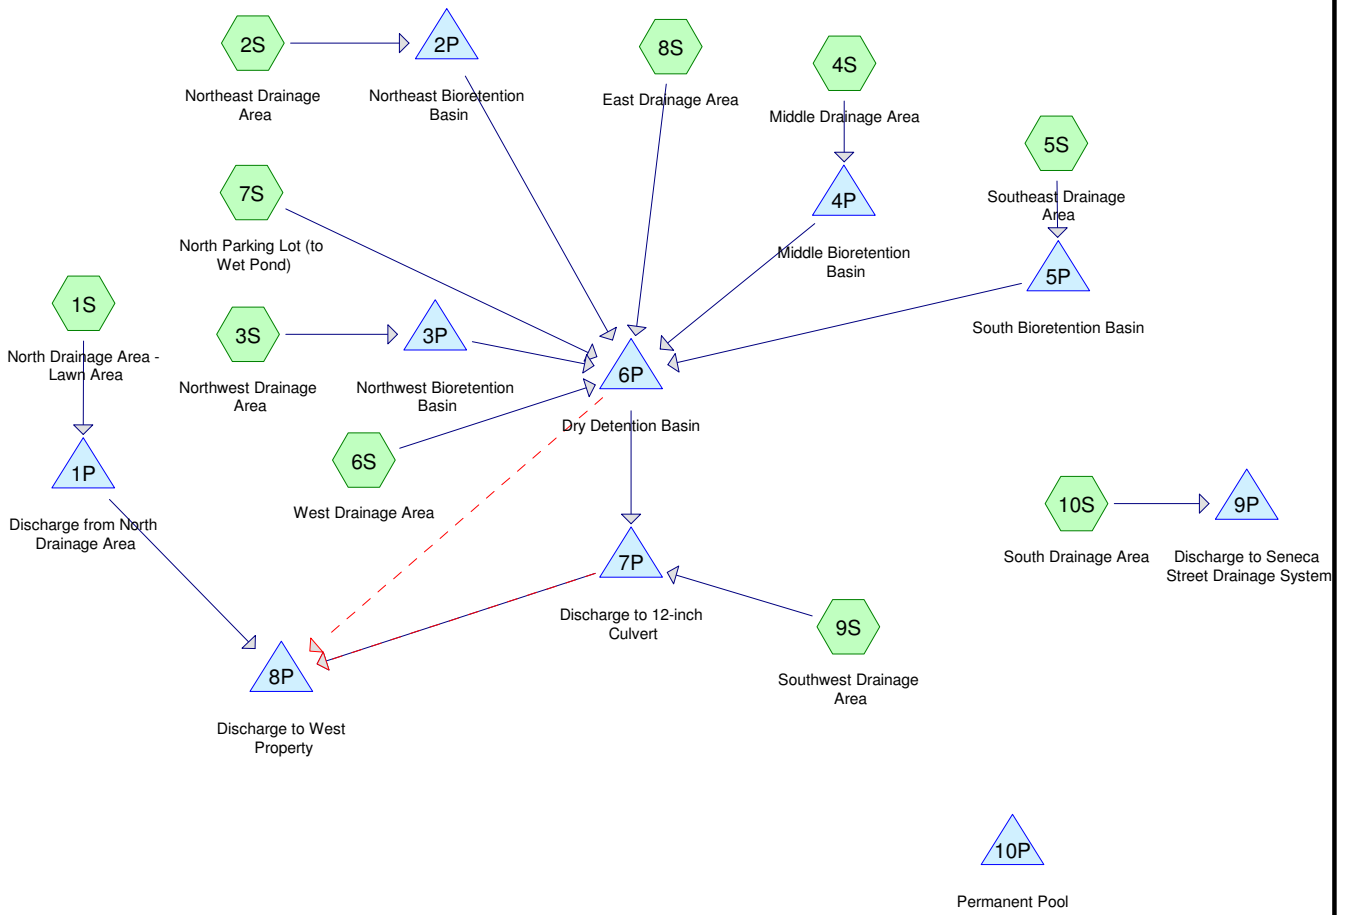 2S
Northeast Drainage
Area
2P
Northeast Bioretention
Basin
8S
East Drainage Area
4S
Middle Drainage Area
5S
Southeast Drainage
Area
7S
North Parking Lot (to
Wet Pond)
4P
Middle Bioretention
Basin
5P
South Bioretention Basin
1S
North Drainage Area -
Lawn Area
3S
Northwest Drainage
Area
3P
Northwest Bioretention
Basin
6P
Dry Detention Basin
6S
West Drainage Area
1P
Discharge from North
Drainage Area
10S
South Drainage Area
9P
Discharge to Seneca
Street Drainage System
7P
Discharge to 12-inch
Culvert
9S
Southwest Drainage
Area
8P
Discharge to West
Property
10P
Permanent Pool